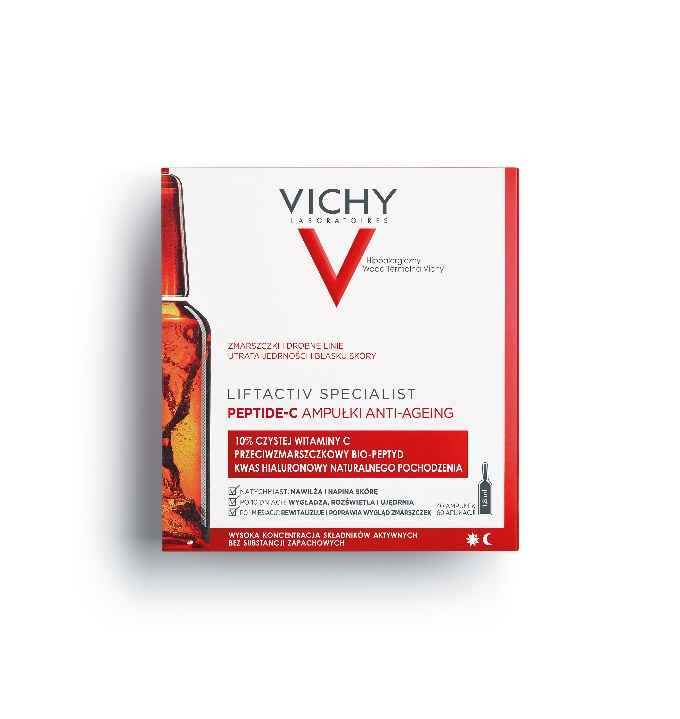 VICHY
LABORATOIRES
Hipoalergiczny
Woda Termalna Vichy
ZMARSZCZKI I DROBNE LINIE
UTRATA JĘDRNOŚCI I BLASKU SKÓRY
LIFTACTIV SPECIALIST
PEPTIDE-C AMPUŁKI ANTI-AGEING
10% CZYSTEJ WITAMINY C
PRZECIWZMARSZCZKOWY BIO-PEPTYD
KWAS HIALURONOWY NATURALNEGO POCHODZENIA
NATYCHMIAST: NAWILŻA I NAPINA SKÓRĘ
PO 10 DNIACH: WYGŁADZA, ROZŚWIETLA I UJĘDRNIA
PO 1 MIESIĄCU: REWITALIZUJE I POPRAWIA WYGLĄD ZMARSZCZEK
30 AMPUŁEK
60 APLIKACJI
1,8 ml
WYSOKA KONCENTRACJA SKŁADNIKÓW AKTYWNYCH
BEZ SUBSTANCJI ZAPACHOWYCH